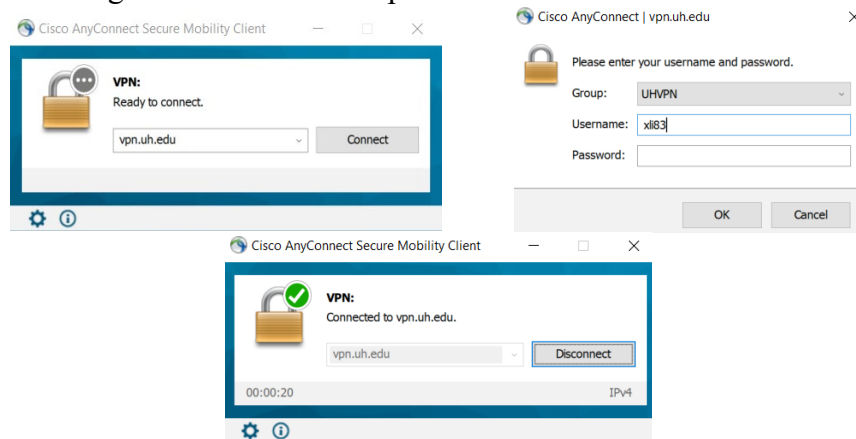 Cisco AnyConnect Secure Mobility Client
VPN:
Ready to connect.
vpn.uh.edu
Connect
Cisco AnyConnect | vpn.uh.edu
Please enter your username and password.
Group: UHVPN
Username: xli83
Password:
OK Cancel
Cisco AnyConnect Secure Mobility Client
VPN:
Connected to vpn.uh.edu.
vpn.uh.edu
Disconnect
00:00:20 IPv4